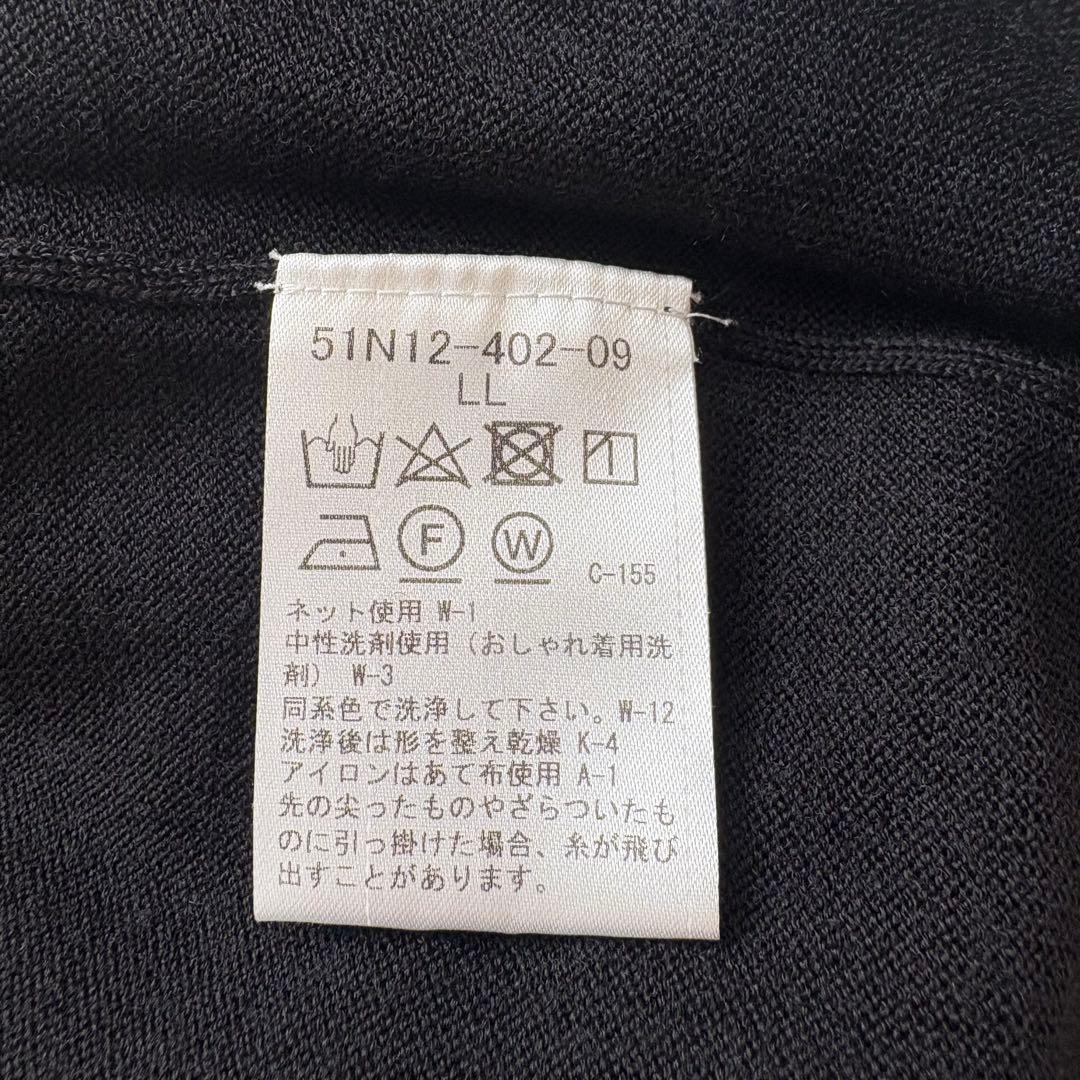 51N12-402-09
LL
F W C-155
ネット使用 W-1
中性洗剤使用（おしゃれ着用洗
剤） W-3
同系色で洗浄して下さい。W-12
洗浄後は形を整え乾燥 K-4
アイロンはあて布使用 A-1
先の尖ったものやざらついたも
のに引っ掛けた場合、糸が飛び
出すことがあります。